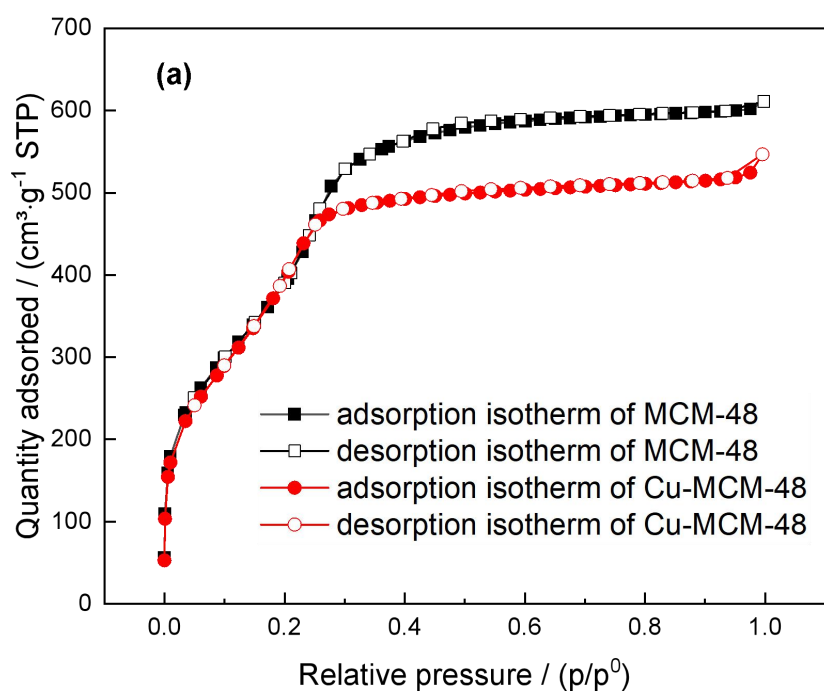 700
(a)
600
500
400
300
200
100
0
Quantity adsorbed / (cm³·g⁻¹ STP)
adsorption isotherm of MCM-48
desorption isotherm of MCM-48
adsorption isotherm of Cu-MCM-48
desorption isotherm of Cu-MCM-48
0.0 0.2 0.4 0.6 0.8 1.0
Relative pressure / (p/p⁰)